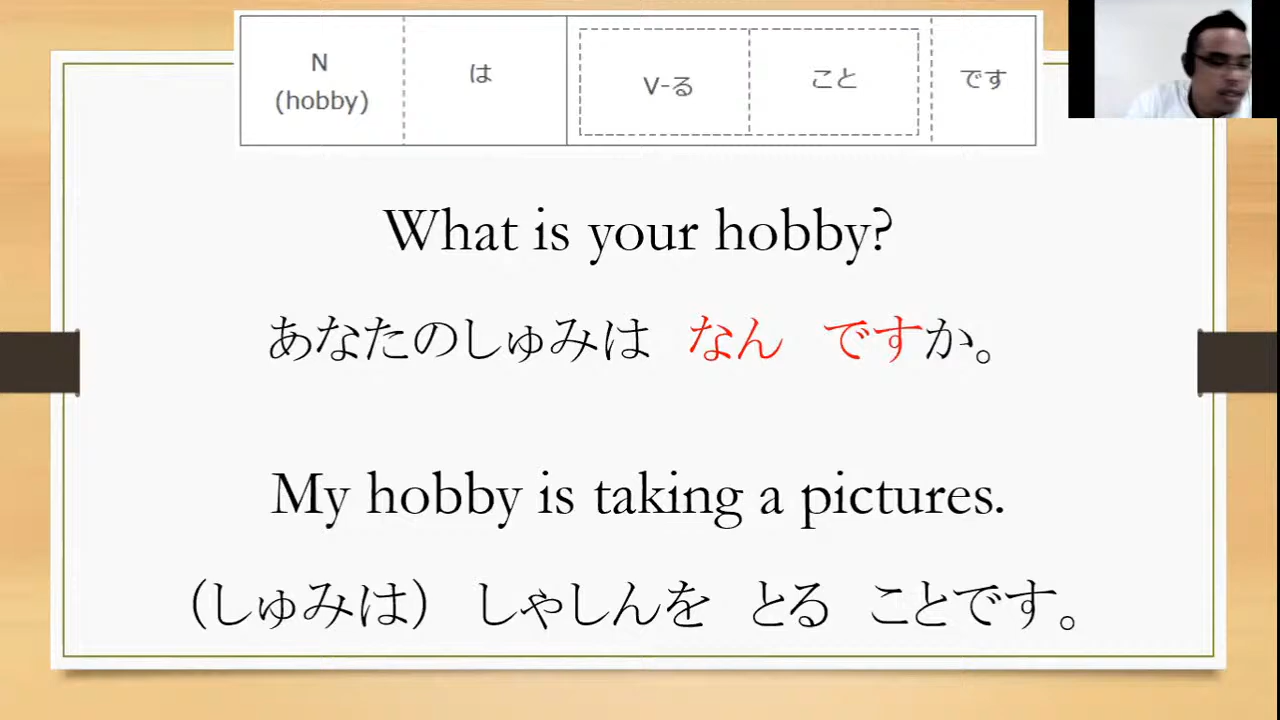 N
(hobby)
は
V-る
こと
です
What is your hobby?
あなたのしゅみは なん ですか。
My hobby is taking a pictures.
(しゅみは) しゃしんを とる ことです。